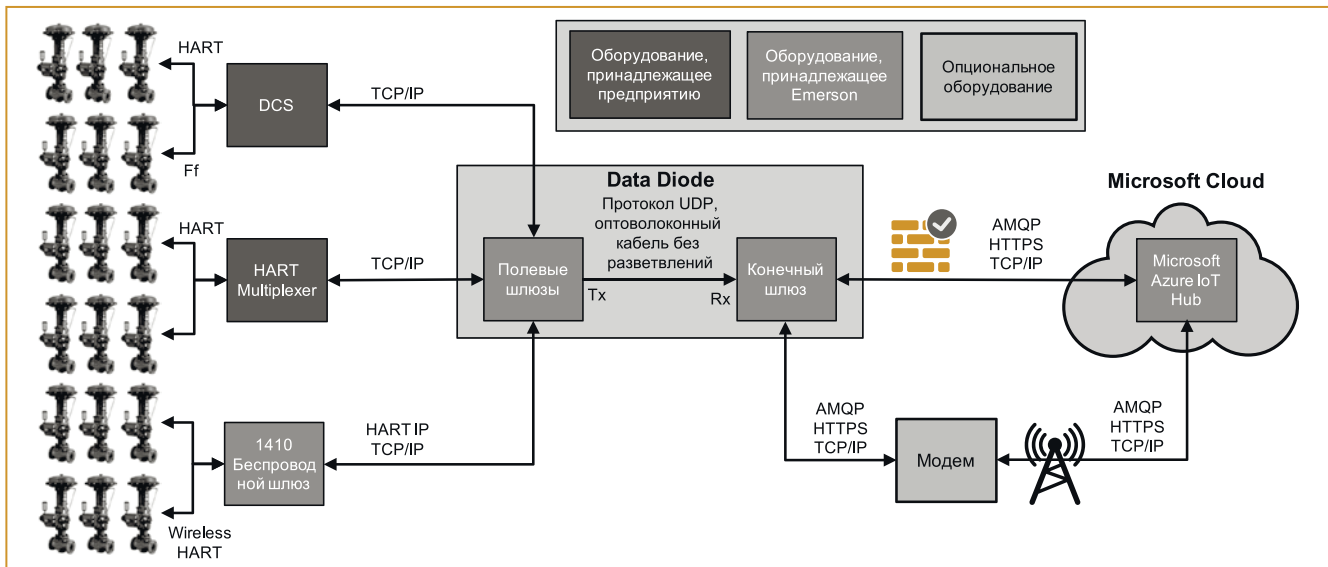 HART
DCS
Ff
TCP/IP
Оборудование,
принадлежащее
предприятию
Оборудование,
принадлежащее
Emerson
Опциональное
оборудование
HART
HART
Multiplexer
TCP/IP
Data Diode
Протокол UDP,
оптоволоконный
кабель без
разветвлений
Полевые
шлюзы
Tx
Rx
Конечный
шлюз
AMQP
HTTPS
TCP/IP
Microsoft Cloud
Microsoft
Azure IoT
Hub
1410
Беспровод
ной шлюз
Wireless
HART
HART IP
TCP/IP
AMQP
HTTPS
TCP/IP
Модем
AMQP
HTTPS
TCP/IP